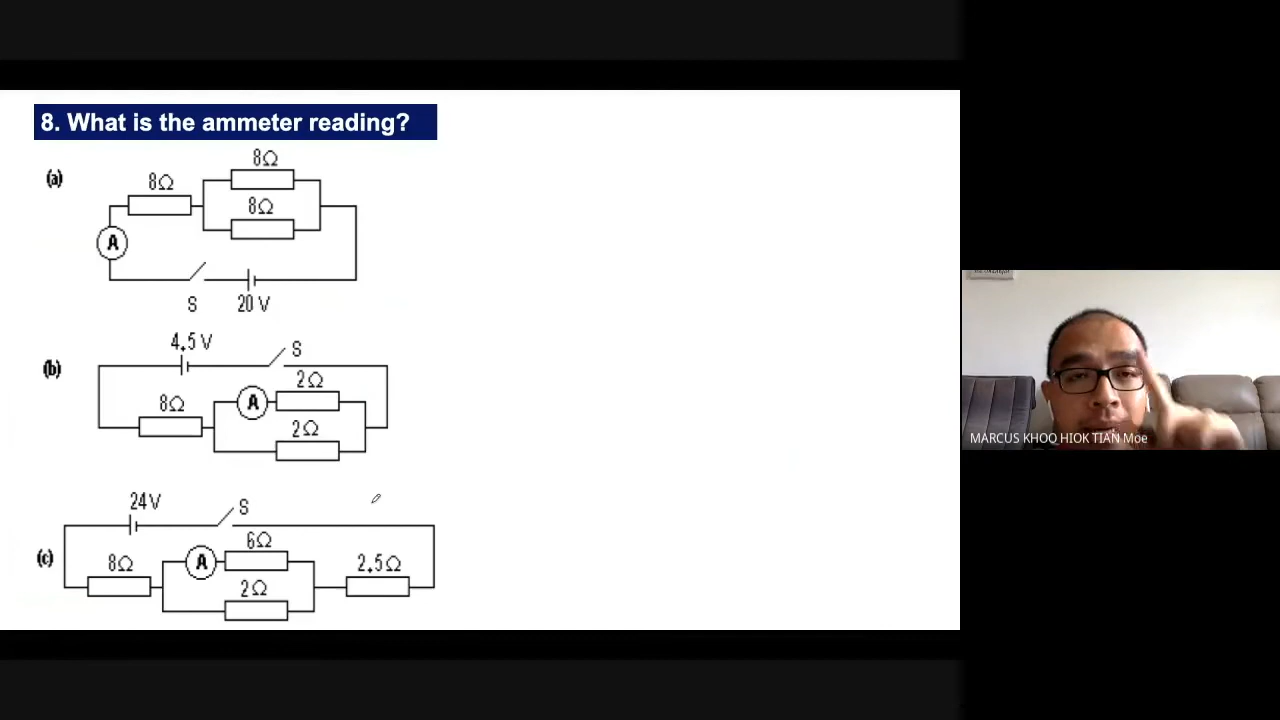 8. What is the ammeter reading?
(a)
8Ω
8Ω
8Ω
A
S
20 V
(b)
4.5 V
S
8Ω
A
2Ω
2Ω
(c)
24V
S
8Ω
A
6Ω
2Ω
2.5Ω
MARCUS KHOO HIOK TIAN Moe